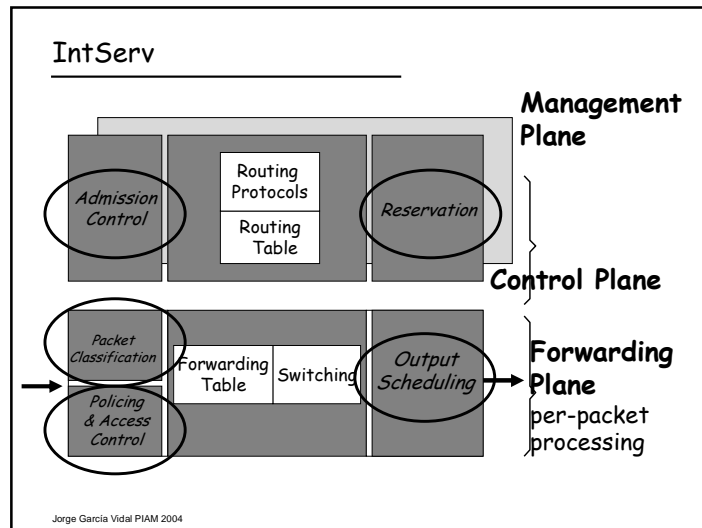 IntServ
Management
Plane
Admission
Control
Routing
Protocols
Routing
Table
Reservation
Control Plane
Packet
Classification
Policing
& Access
Control
Forwarding
Table
Switching
Output
Scheduling
Forwarding
Plane
per-packet
processing
Jorge García Vidal PIAM 2004